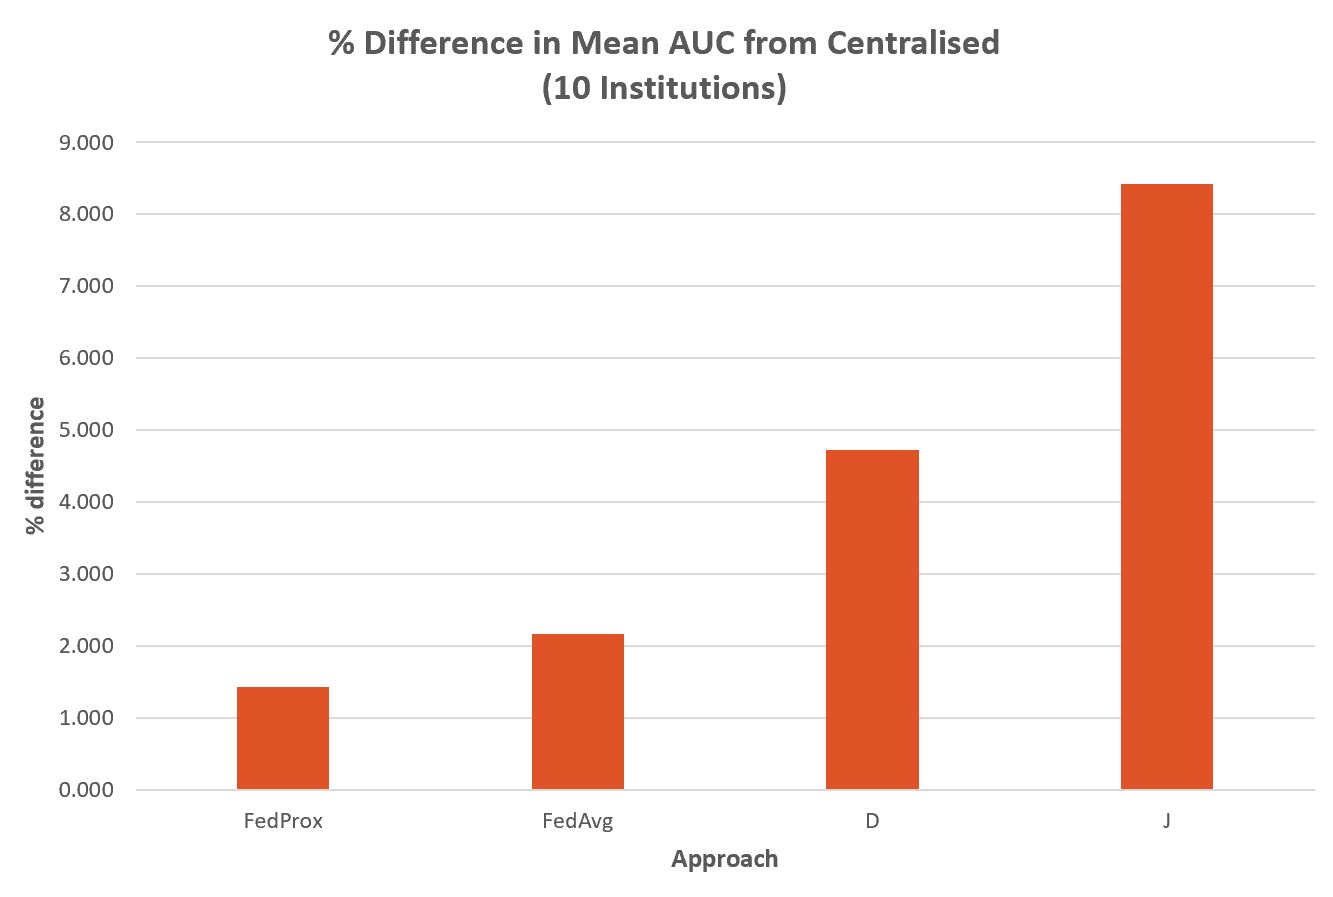 % Difference in Mean AUC from Centralised
(10 Institutions)
9.000
8.000
7.000
6.000
5.000
4.000
3.000
2.000
1.000
0.000
% difference
FedProx FedAvg D J
Approach